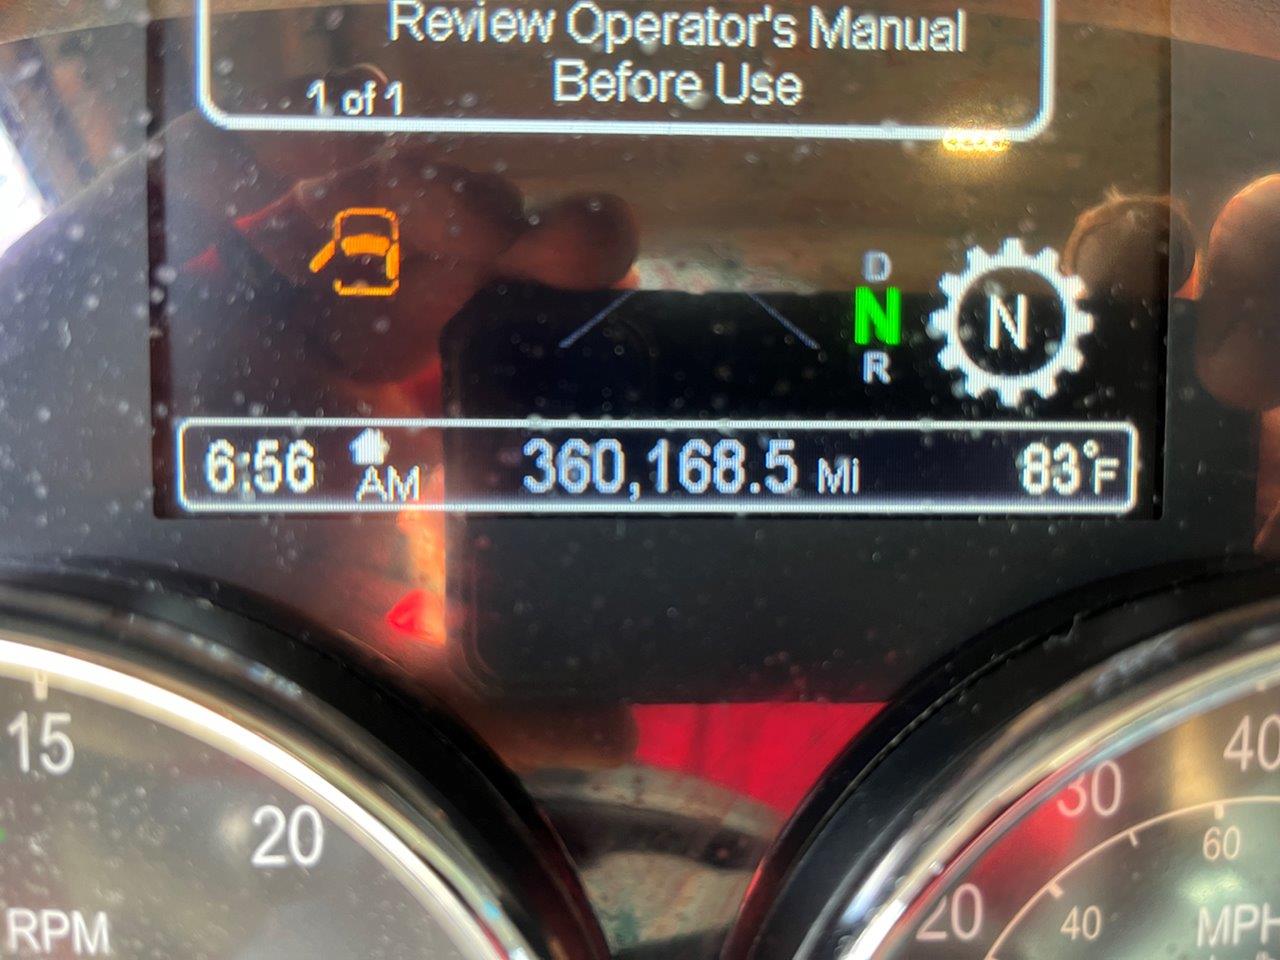 Review Operator's Manual
Before Use
1 of 1
D
N
R
N
6:56 AM 360,168.5 Mi 83°F
15
20
RPM
40
30
20
60
40
MPH